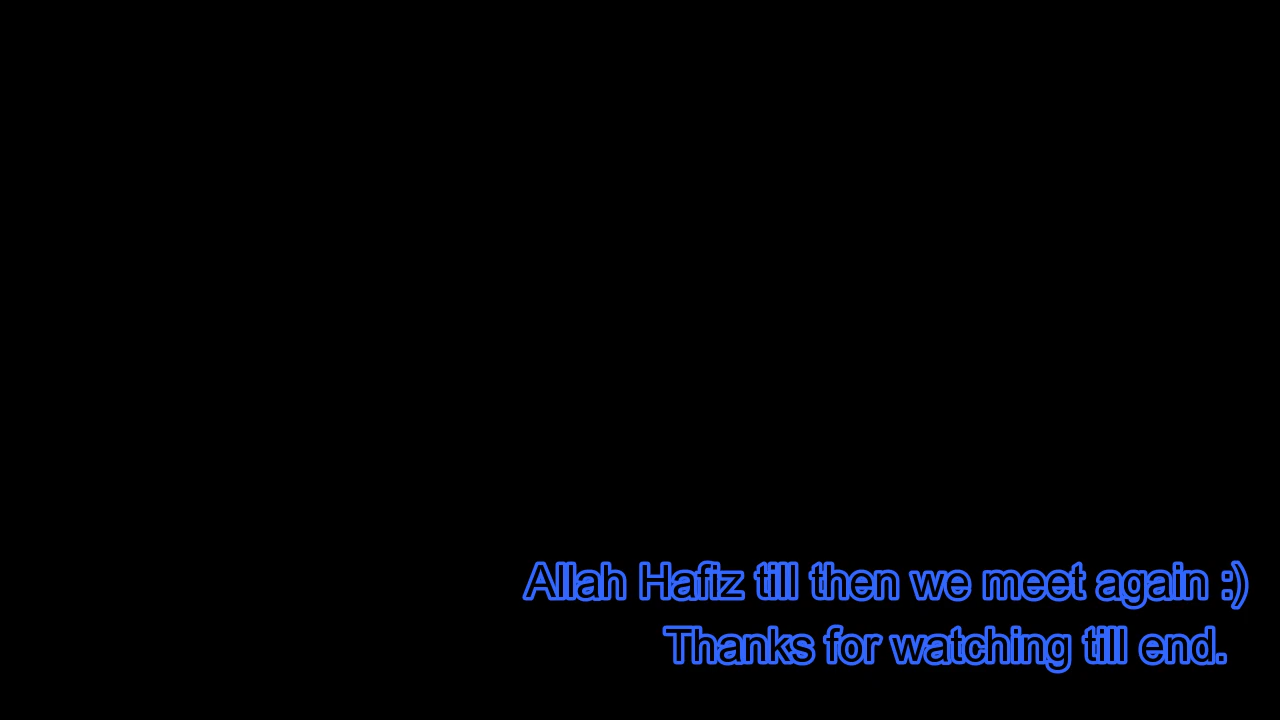 Allah Hafiz till then we meet again :)
Thanks for watching till end.